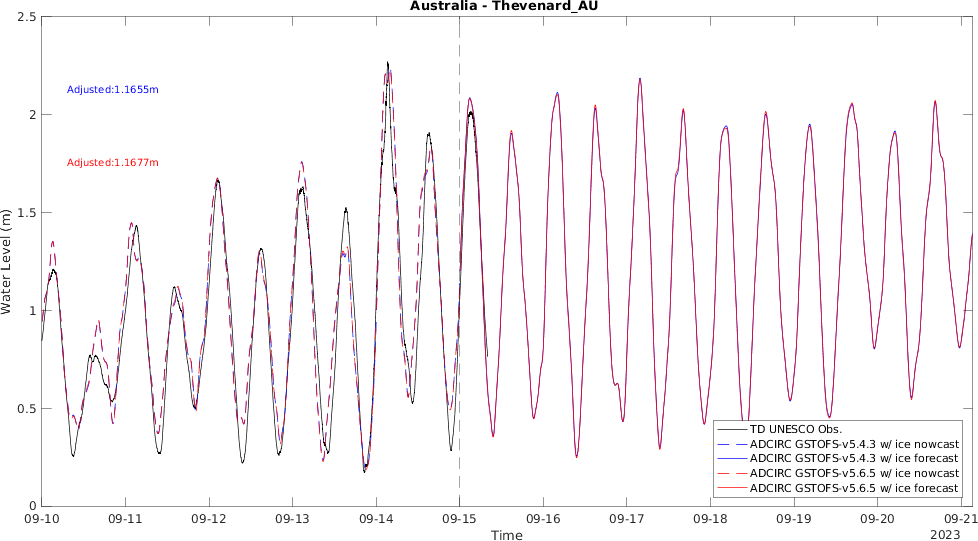 Australia - Thevenard_AU
2.5
Adjusted:1.1655m
2
Adjusted:1.1677m
1.5
Water Level (m)
1
0.5
TD UNESCO Obs.
ADCIRC GSTOFS-v5.4.3 w/ ice nowcast
ADCIRC GSTOFS-v5.4.3 w/ ice forecast
ADCIRC GSTOFS-v5.6.5 w/ ice nowcast
ADCIRC GSTOFS-v5.6.5 w/ ice forecast
0
09-10 09-11 09-12 09-13 09-14 09-15 09-16 09-17 09-18 09-19 09-20 09-21
Time
2023